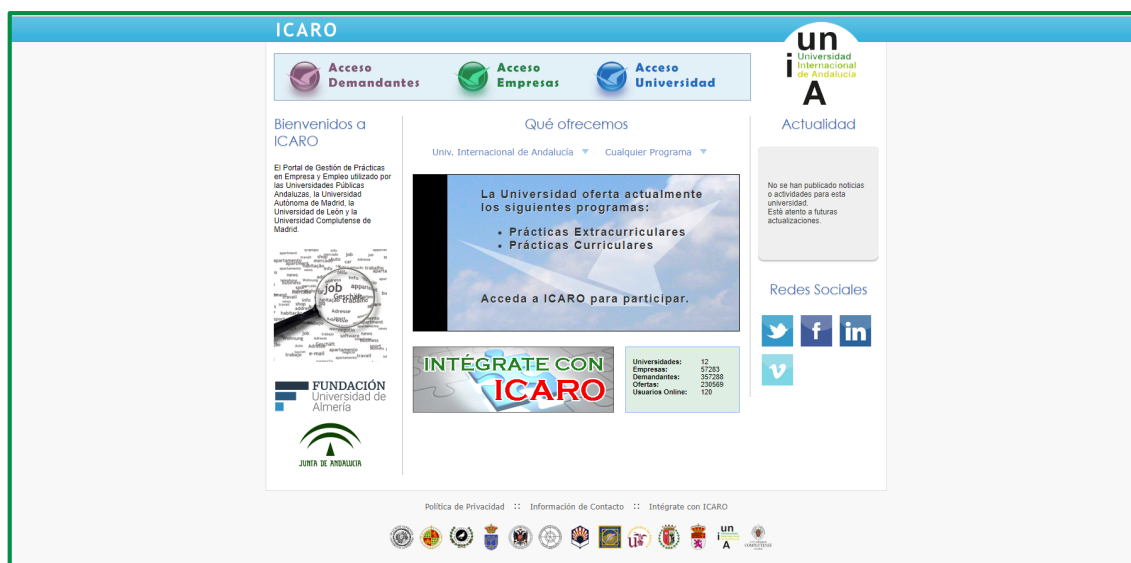 ICARO
Acceso
Demandantes
Acceso
Empresas
Acceso
Universidad
un
i
Universidad
Internacional
de Andalucía
A
Bienvenidos a
ICARO
El Portal de Gestión de Prácticas
en Empresa y Empleo utilizado por
las Universidades Públicas
Andaluzas, la Universidad
Autónoma de Madrid, la
Universidad de León y la
Universidad Complutense de
Madrid.
job
FUNDACIÓN
Universidad de
Almería
JUNTA DE ANDALUCIA
Qué ofrecemos
Univ. Internacional de Andalucía
Cualquier Programa
La Universidad oferta actualmente
los siguientes programas:
• Prácticas Extracurriculares
• Prácticas Curriculares
Acceda a ICARO para participar.
INTÉGRATE CON
ICARO
Universidades: 12
Empresas: 57283
Demandantes: 357288
Ofertas: 230569
Usuarios Online: 120
Actualidad
No se han publicado noticias
o actividades para esta
universidad.
Esté atento a futuras
actualizaciones.
Redes Sociales
f
in
v
Política de Privacidad :: Información de Contacto :: Intégrate con ICARO
un
i
A